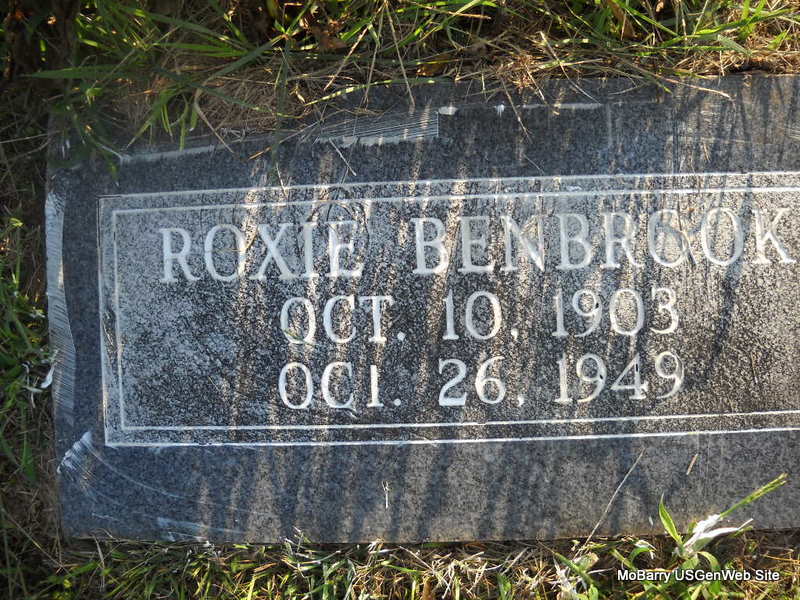 ROXIE BENBROOK
OCT. 10, 1903
OCT. 26, 1949
MoBarry USGenWeb Site